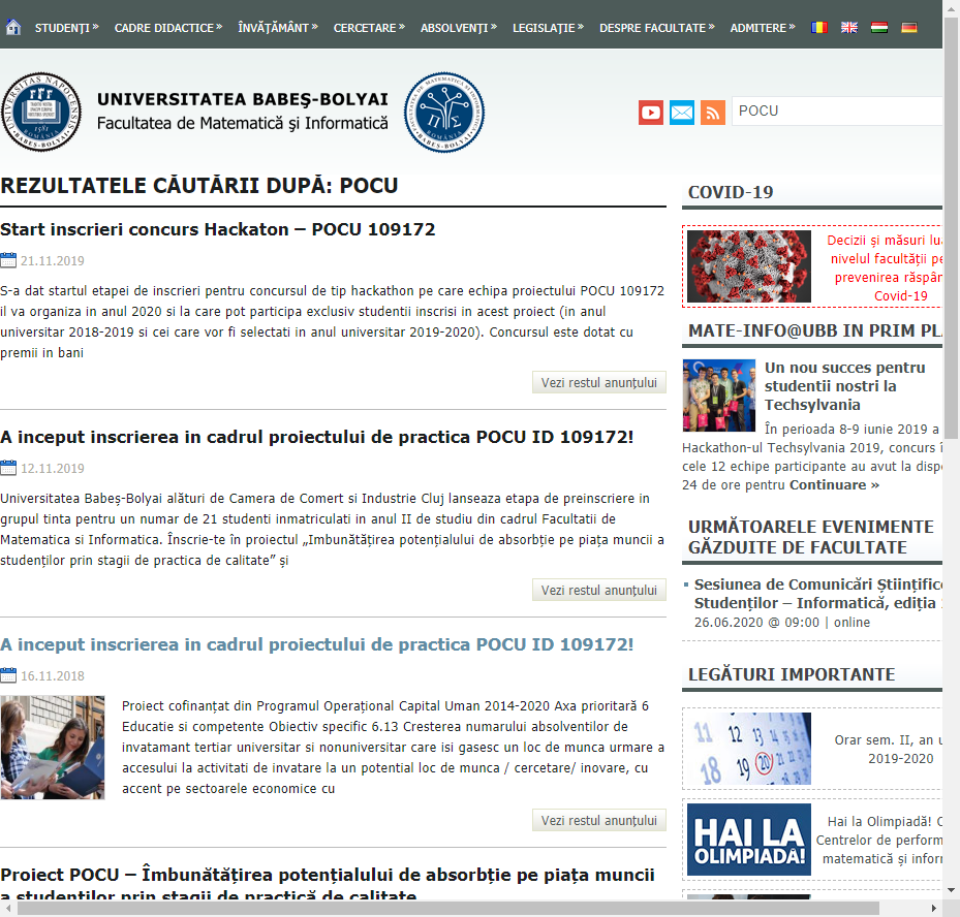 STUDENȚI » CADRE DIDACTICE » ÎNVĂȚĂMÂNT » CERCETARE » ABSOLVENȚI » LEGISLAȚIE » DESPRE FACULTATE » ADMITERE »
UNIVERSITATEA BABEȘ-BOLYAI
Facultatea de Matematică și Informatică
POCU
REZULTATELE CĂUTĂRII DUPĂ: POCU
Start inscrieri concurs Hackaton – POCU 109172
21.11.2019
S-a dat startul etapei de inscrieri pentru concursul de tip hackathon pe care echipa proiectului POCU 109172
il va organiza in anul 2020 si la care pot participa exclusiv studentii inscrisi in acest proiect (in anul
universitar 2018-2019 si cei care vor fi selectati in anul universitar 2019-2020). Concursul este dotat cu
premii in bani
Vezi restul anunțului
A inceput inscrierea in cadrul proiectului de practica POCU ID 109172!
12.11.2019
Universitatea Babeș-Bolyai alături de Camera de Comert si Industrie Cluj lanseaza etapa de preinscriere in
grupul tinta pentru un numar de 21 studenti inmatriculati in anul II de studiu din cadrul Facultatii de
Matematica si Informatica. Înscrie-te în proiectul „Imbunătățirea potențialului de absorbție pe piața muncii a
studenților prin stagii de practica de calitate” și
Vezi restul anunțului
A inceput inscrierea in cadrul proiectului de practica POCU ID 109172!
16.11.2018
Proiect cofinanțat din Programul Operațional Capital Uman 2014-2020 Axa prioritară 6
Educatie si competente Obiectiv specific 6.13 Cresterea numarului absolvenților de
invatamant tertiar universitar si nonuniversitar care isi gasesc un loc de munca urmare a
accesului la activitati de invatare la un potential loc de munca / cercetare/ inovare, cu
accent pe sectoarele economice cu
Vezi restul anunțului
Proiect POCU – Îmbunătățirea potențialului de absorbție pe piața muncii
a studenților prin stagii de practică de calitate
COVID-19
Decizii și măsuri lu
nivelul facultății pe
prevenirea răspân
Covid-19
MATE-INFO@UBB IN PRIM PL
Un nou succes pentru
studentii nostri la
Techsylvania
În perioada 8-9 iunie 2019 a
Hackathon-ul Techsylvania 2019, concurs î
cele 12 echipe participante au avut la dispo
24 de ore pentru Continuare »
URMĂTOARELE EVENIMENTE
GĂZDUITE DE FACULTATE
Sesiunea de Comunicări Științifice
Studenților – Informatică, ediția
26.06.2020 @ 09:00 | online
LEGĂTURI IMPORTANTE
11 12 13 14 15
18 19 20 21 22
Orar sem. II, an u
2019-2020
HAI LA
OLIMPIADĂ!
Hai la Olimpiadă! C
Centrelor de perform
matematică și inforr